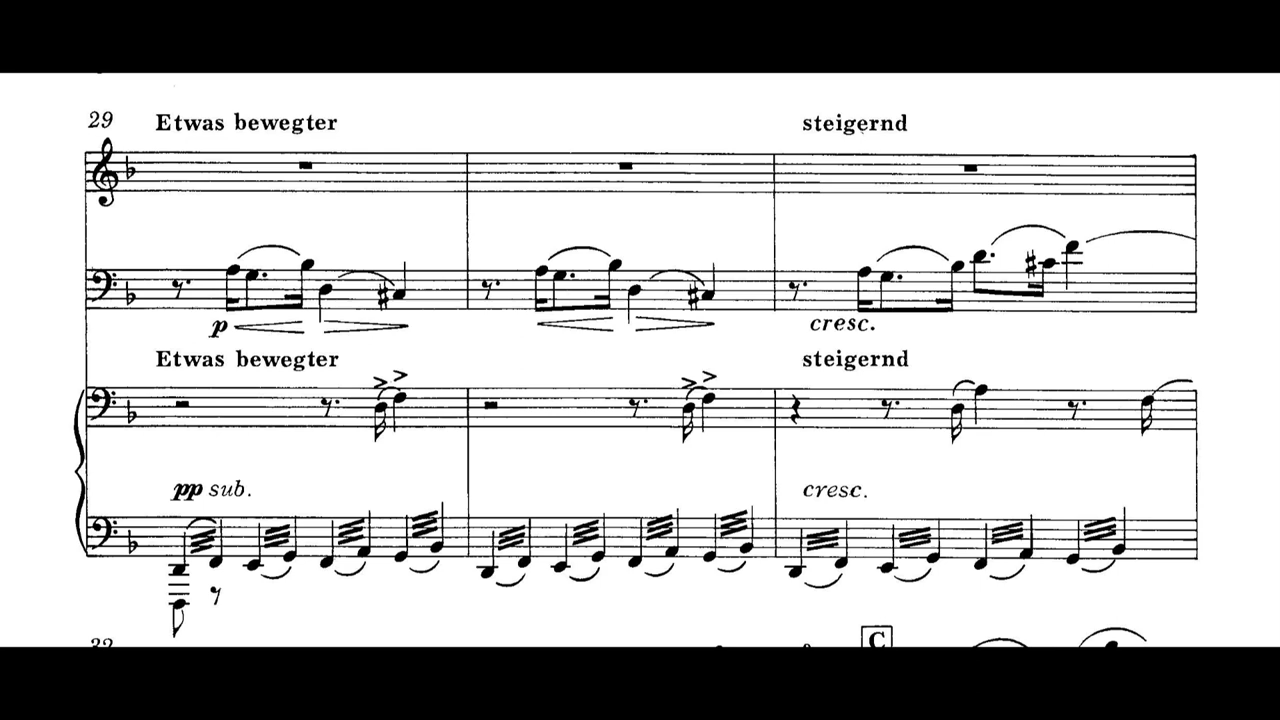 29 Etwas bewegter steigernd
p cresc.
Etwas bewegter steigernd
pp sub. cresc.
C